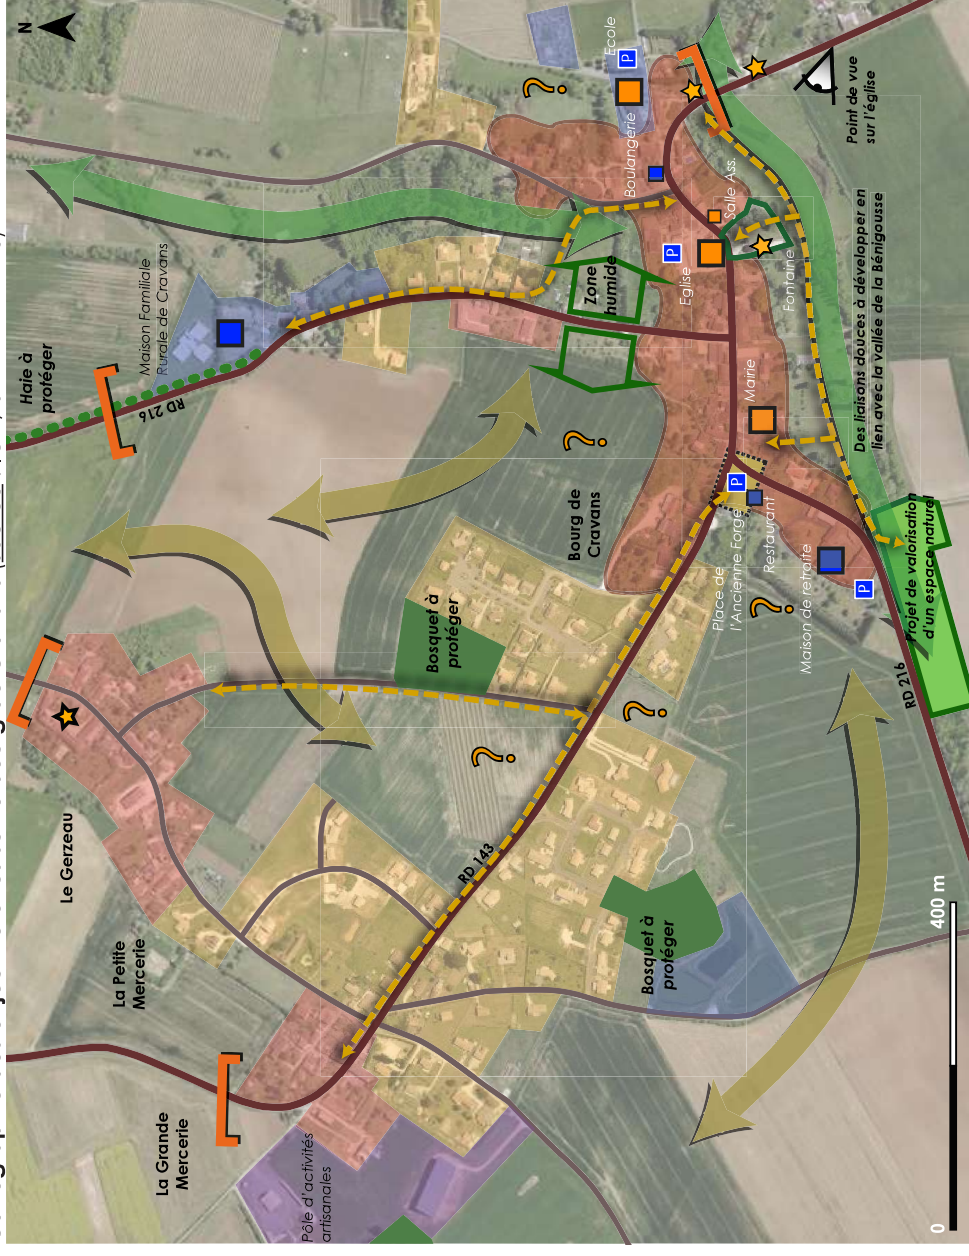 N
Haie à
protéger
Le Gerzeau
La Petite
Mercerie
Maison Familiale
Rurale de Cravans
RD 216
La Grande
Mercerie
Pôle d'activités
artisanales
Bosquet à
protéger
RD 143
?
?
?
Bourg de
Cravans
Zone
humide
Ecole
P
Boulangerie
Bosquet à
protéger
?
Eglise
P
Place de
l'Ancienne Forge
P
Salle Ass.
Mairie
Restaurant
?
Fontaine
Maison de retraite
P
Point de vue
sur l'église
Des liaisons douces à développer en
lien avec la vallée de la Bénigousse
RD 216
Projet de valorisation
d'un espace naturel
0
400 m